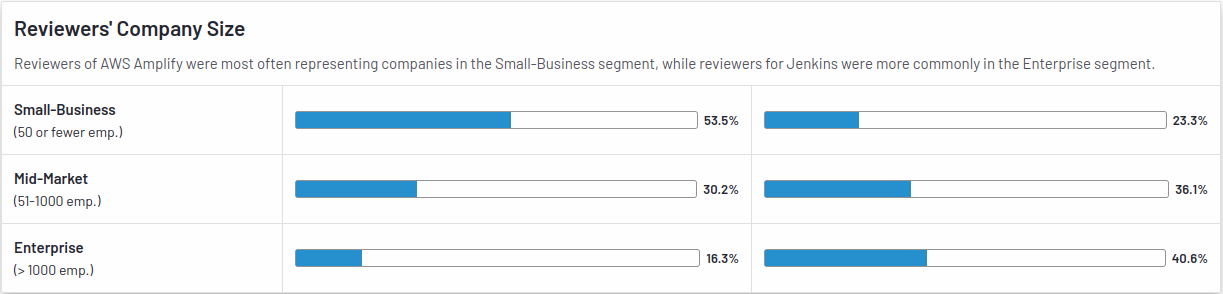 Reviewers' Company Size
Reviewers of AWS Amplify were most often representing companies in the Small-Business segment, while reviewers for Jenkins were more commonly in the Enterprise segment.
Small-Business
(50 or fewer emp.)
53.5%
23.3%
Mid-Market
(51-1000 emp.)
30.2%
36.1%
Enterprise
(> 1000 emp.)
16.3%
40.6%